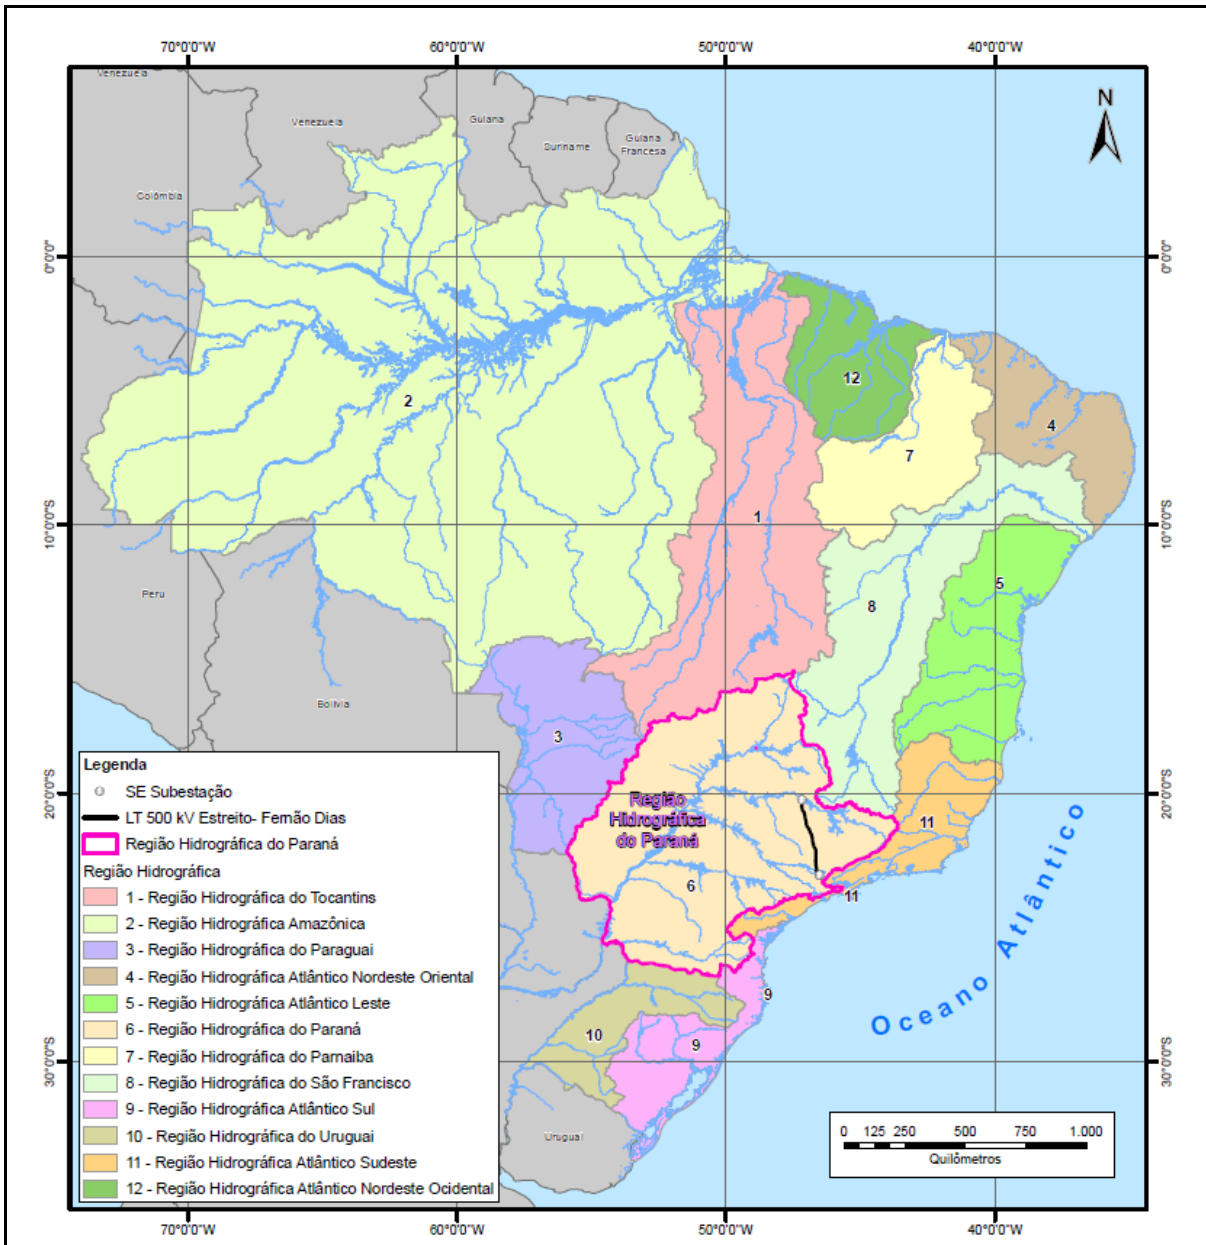 70°0'0"W 60°0'0"W 50°0'0"W 40°0'0"W
Venezuela
Venezuela
Guiana
Suriname
Guiana
Francesa
N
Colômbia
0°0'0"
0°0'0"
2
12
4
7
1
10°0'0"S
10°0'0"S
Peru
5
8
Bolívia
3
Região
Hidrográfica
do Paraná
20°0'0"S
20°0'0"S
11
6
11
Oceano Atlântico
9
10
9
30°0'0"S
30°0'0"S
Uruguai
Legenda
SE Subestação
LT 500 kV Estreito- Fernão Dias
Região Hidrográfica do Paraná
Região Hidrográfica
1 - Região Hidrográfica do Tocantins
2 - Região Hidrográfica Amazônica
3 - Região Hidrográfica do Paraguai
4 - Região Hidrográfica Atlântico Nordeste Oriental
5 - Região Hidrográfica Atlântico Leste
6 - Região Hidrográfica do Paraná
7 - Região Hidrográfica do Parnaiba
8 - Região Hidrográfica do São Francisco
9 - Região Hidrográfica Atlântico Sul
10 - Região Hidrográfica do Uruguai
11 - Região Hidrográfica Atlântico Sudeste
12 - Região Hidrográfica Atlântico Nordeste Ocidental
0 125 250 500 750 1.000
Quilômetros
70°0'0"W 60°0'0"W 50°0'0"W 40°0'0"W